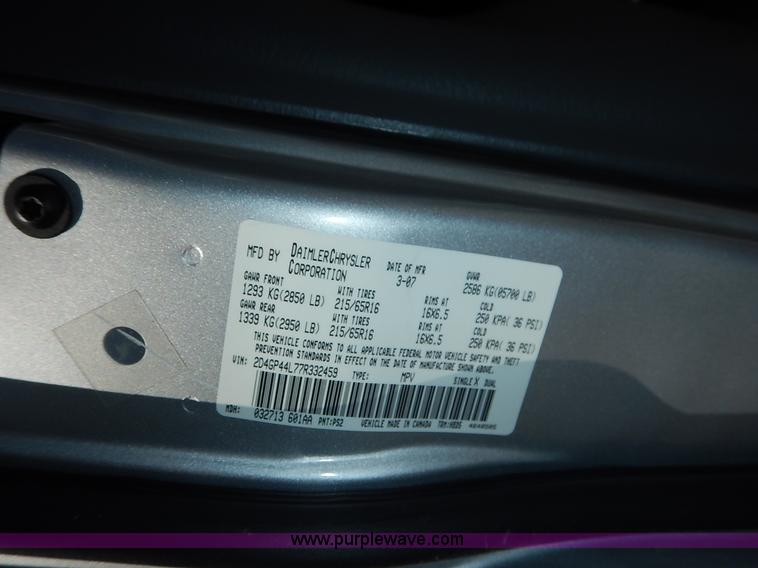 MFD BY DAIMLERCHRYSLER CORPORATION DATE OF MFR 3-07 GVWR 2586 KG(05700 LB)
GAWR FRONT WITH TIRES RIMS AT COLD
1293 KG(2850 LB) 215/65R16 16X6.5 250 KPA( 36 PSI)
GAWR REAR WITH TIRES RIMS AT COLD
1339 KG(2950 LB) 215/65R16 16X6.5 250 KPA( 36 PSI)
THIS VEHICLE CONFORMS TO ALL APPLICABLE FEDERAL MOTOR VEHICLE SAFETY AND THEFT
PREVENTION STANDARDS IN EFFECT ON THE DATE OF MANUFACTURE SHOWN ABOVE.
VIN: 2D4GP44L77R332459 TYPE: MPV SINGLE X DUAL
MDH: 032713 601AA PNT:PS2 VEHICLE MADE IN CANADA TRM:HBD5
www.purplewave.com